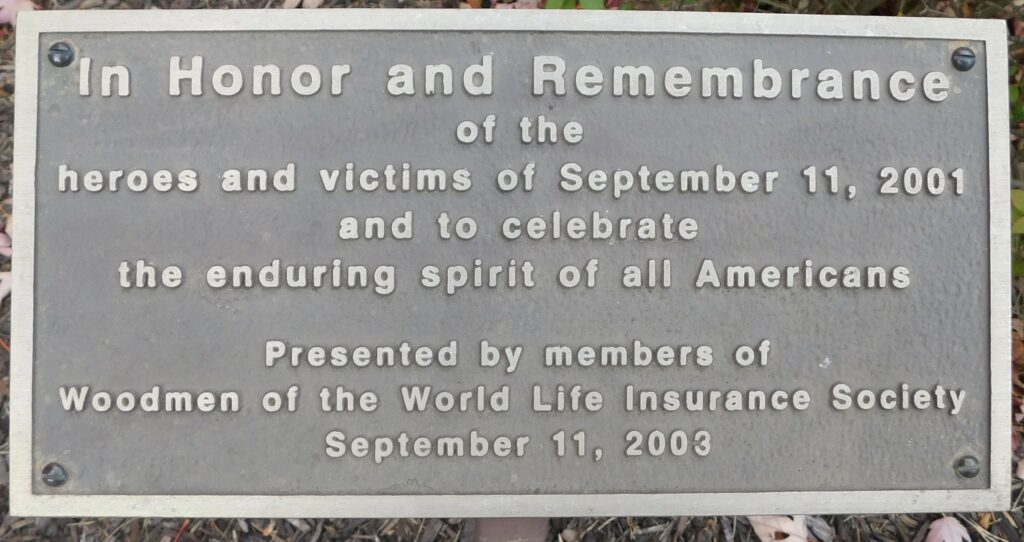 In Honor and Remembrance
of the
heroes and victims of September 11, 2001
and to celebrate
the enduring spirit of all Americans
Presented by members of
Woodmen of the World Life Insurance Society
September 11, 2003